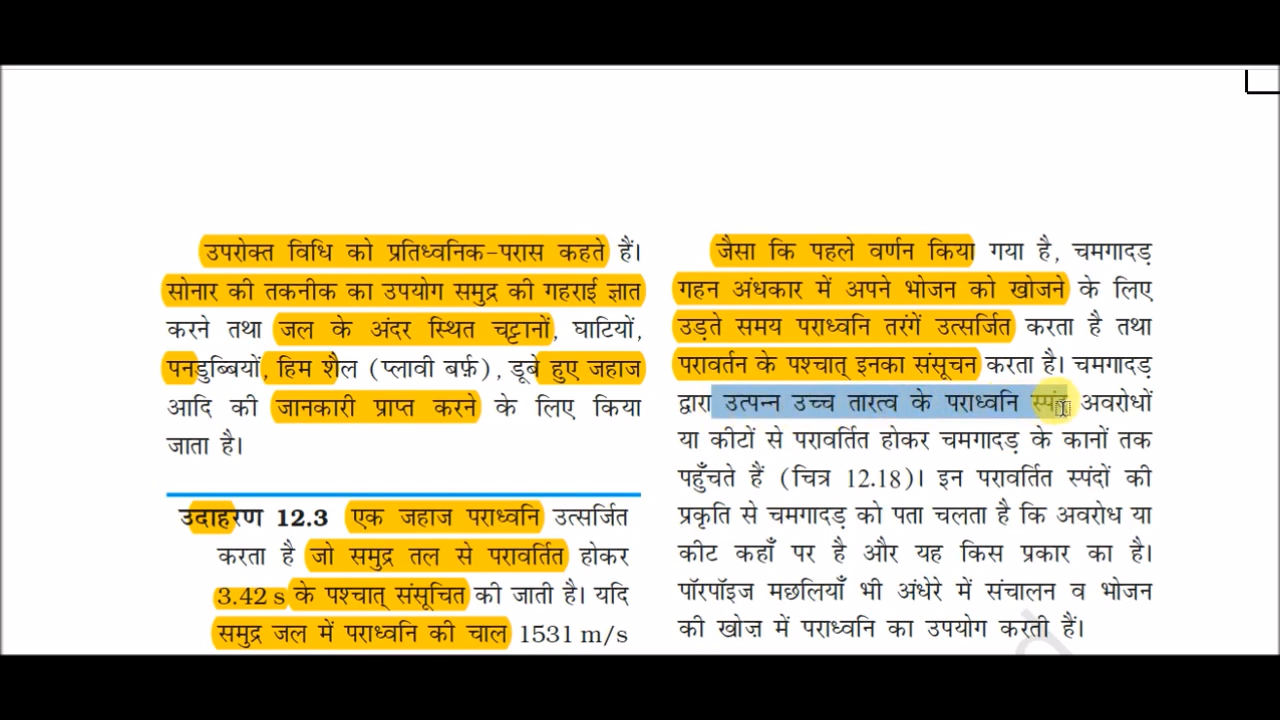 उपरोक्त विधि को प्रतिध्वनिक-परास कहते हैं।
सोनार की तकनीक का उपयोग समुद्र की गहराई ज्ञात
करने तथा जल के अंदर स्थित चट्टानों, घाटियों,
पनडुब्बियों, हिम शैल (प्लावी बर्फ़), डूबे हुए जहाज
आदि की जानकारी प्राप्त करने के लिए किया
जाता है।
उदाहरण 12.3 एक जहाज पराध्वनि उत्सर्जित
करता है जो समुद्र तल से परावर्तित होकर
3.42 s के पश्चात् संसूचित की जाती है। यदि
समुद्र जल में पराध्वनि की चाल 1531 m/s
जैसा कि पहले वर्णन किया गया है, चमगादड़
गहन अंधकार में अपने भोजन को खोजने के लिए
उड़ते समय पराध्वनि तरंगें उत्सर्जित करता है तथा
परावर्तन के पश्चात् इनका संसूचन करता है। चमगादड़
द्वारा उत्पन्न उच्च तारत्व के पराध्वनि स्पंद अवरोधों
या कीटों से परावर्तित होकर चमगादड़ के कानों तक
पहुँचते हैं (चित्र 12.18)। इन परावर्तित स्पंदों की
प्रकृति से चमगादड़ को पता चलता है कि अवरोध या
कीट कहाँ पर है और यह किस प्रकार का है।
पॉरपॉइज मछलियाँ भी अंधेरे में संचालन व भोजन
की खोज़ में पराध्वनि का उपयोग करती हैं।